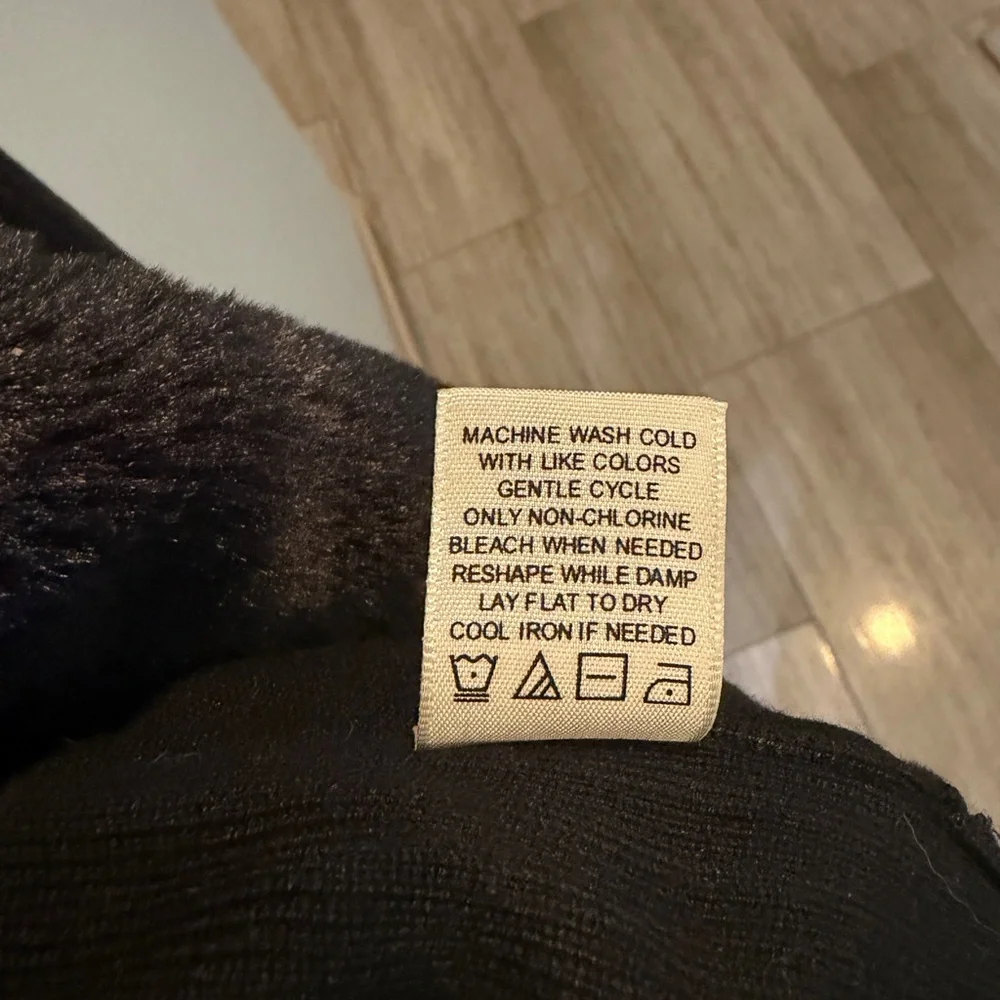 MACHINE WASH COLD
WITH LIKE COLORS
GENTLE CYCLE
ONLY NON-CHLORINE
BLEACH WHEN NEEDED
RESHAPE WHILE DAMP
LAY FLAT TO DRY
COOL IRON IF NEEDED